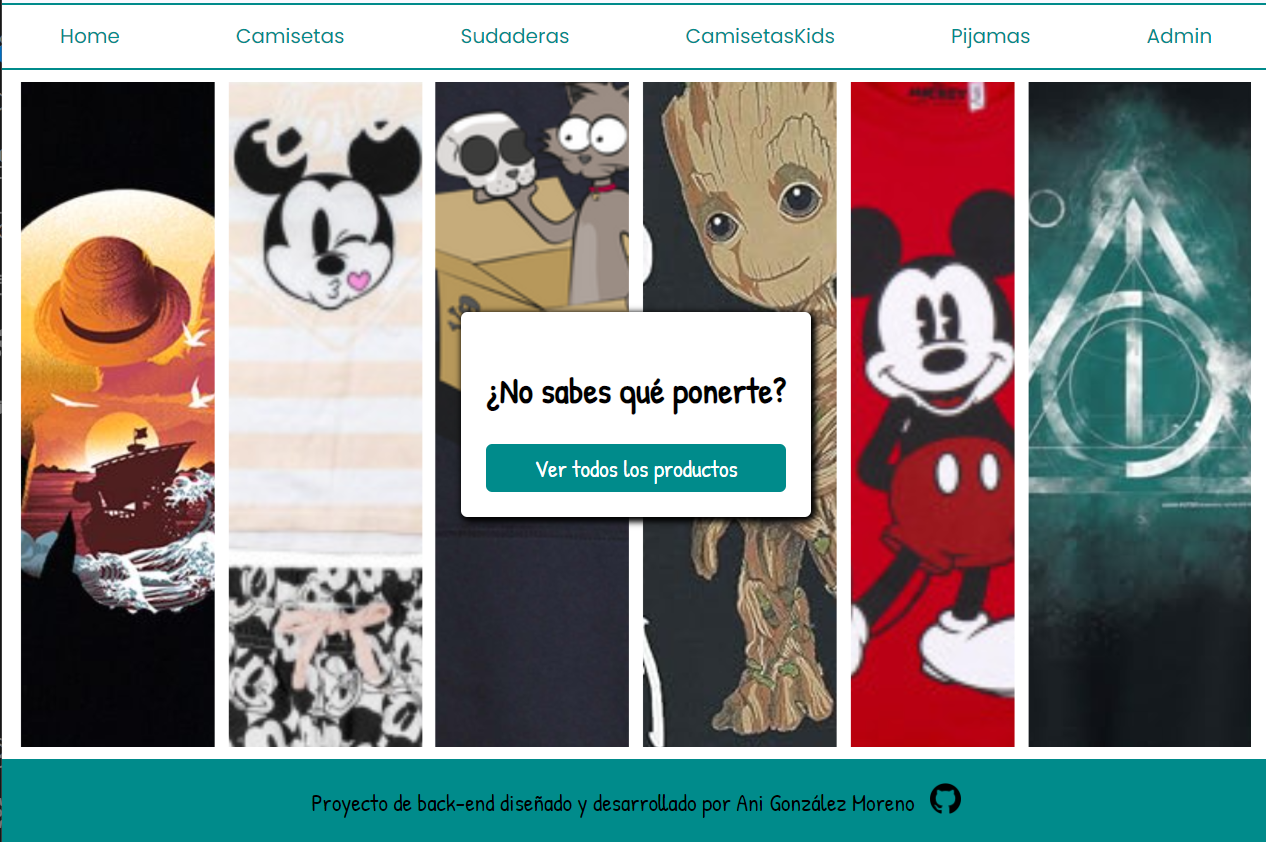 Home Camisetas Sudaderas CamisetasKids Pijamas Admin
Love
¿No sabes qué ponerte?
Ver todos los productos
Proyecto de back-end diseñado y desarrollado por Ani González Moreno